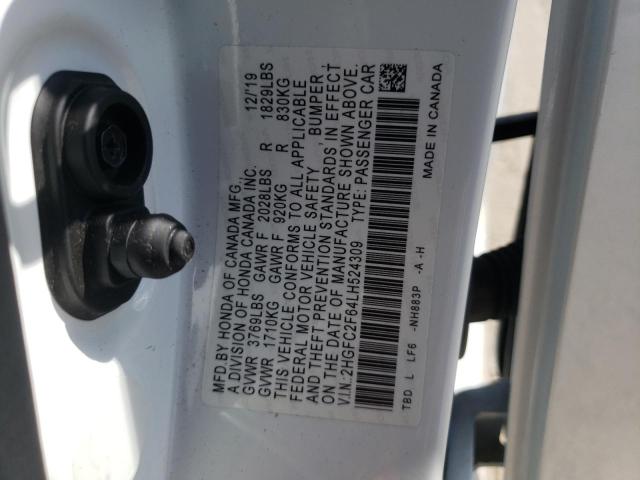 MFD.BY HONDA OF CANADA MFG. 12/19
A DIVISION OF HONDA CANADA INC.
GVWR 3769LBS GAWR F 2028LBS R 1829LBS
GVWR 1710KG GAWR F 920KG R 830KG
THIS VEHICLE CONFORMS TO ALL APPLICABLE
FEDERAL MOTOR VEHICLE SAFETY, BUMPER
AND THEFT PREVENTION STANDARDS IN EFFECT
ON THE DATE OF MANUFACTURE SHOWN ABOVE.
V.I.N.:2HGFC2F64LH524309 TYPE: PASSENGER CAR
TBD L LF6 -NH883P -A -H MADE IN CANADA